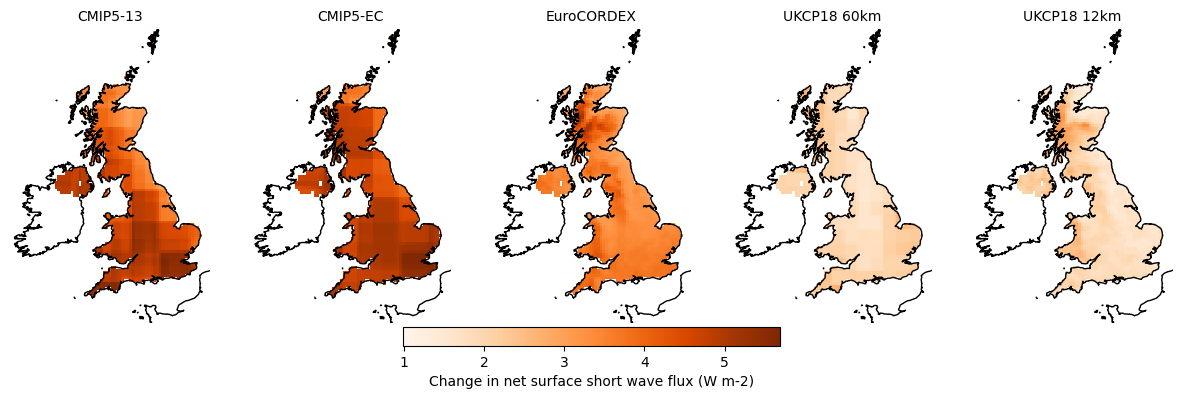 CMIP5-13 CMIP5-EC EuroCORDEX UKCP18 60km UKCP18 12km
1 2 3 4 5
Change in net surface short wave flux (W m-2)